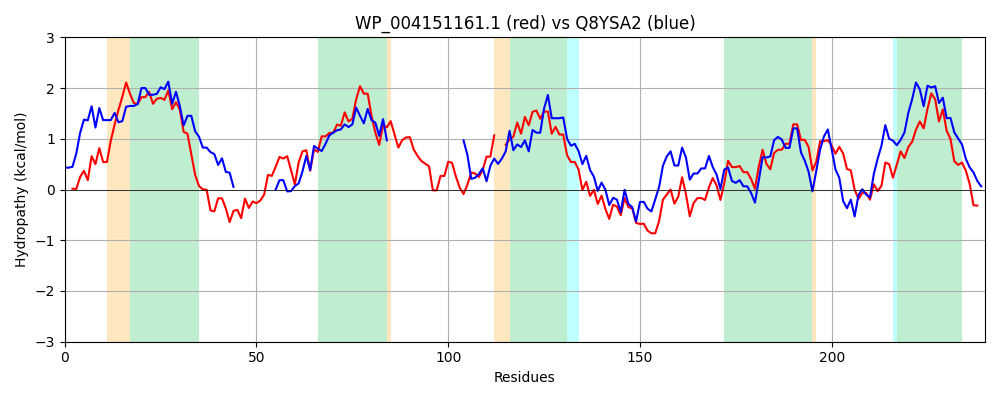 WP_004151161.1 (red) vs Q8YSA2 (blue)
Hydropathy (kcal/mol)
3
2
1
0
−1
−2
−3
0 50 100 150 200
Residues